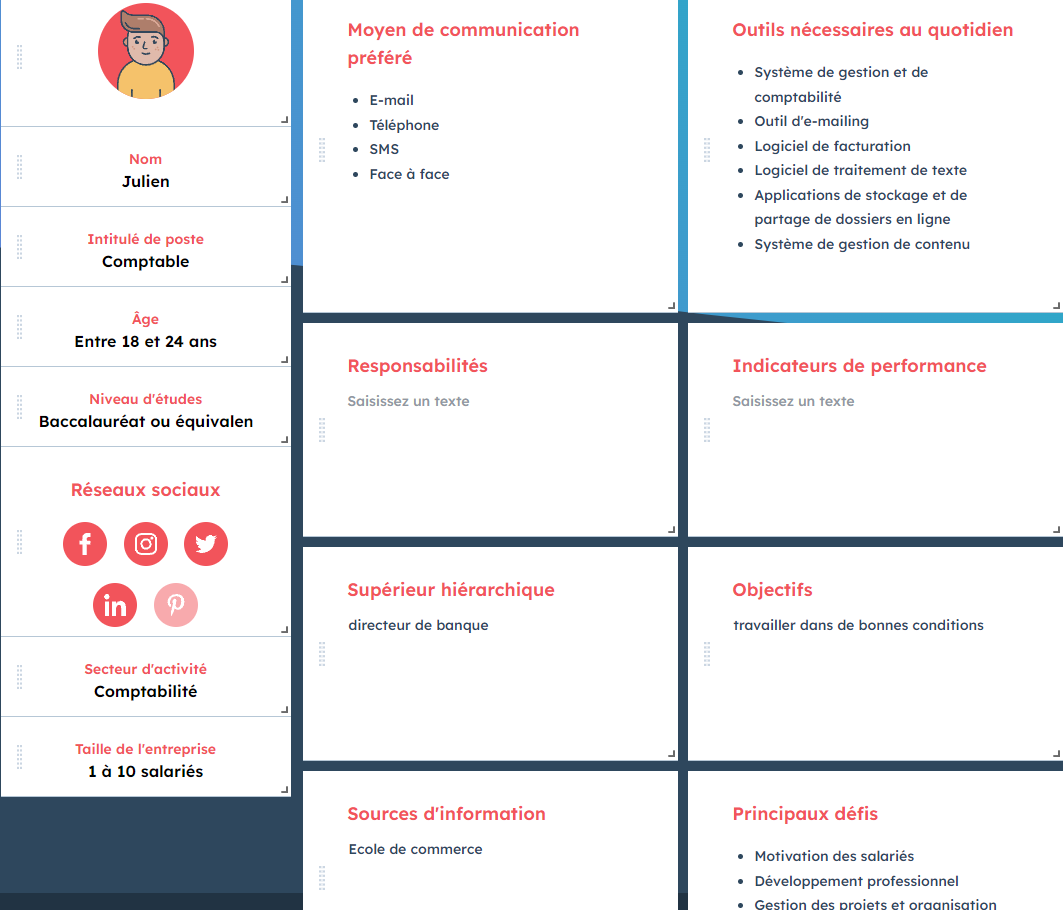 Nom
Julien
Intitulé de poste
Comptable
Âge
Entre 18 et 24 ans
Niveau d'études
Baccalauréat ou équivalen
Réseaux sociaux
Secteur d'activité
Comptabilité
Taille de l'entreprise
1 à 10 salariés
Moyen de communication
préféré
E-mail
Téléphone
SMS
Face à face
Outils nécessaires au quotidien
Système de gestion et de
comptabilité
Outil d'e-mailing
Logiciel de facturation
Logiciel de traitement de texte
Applications de stockage et de
partage de dossiers en ligne
Système de gestion de contenu
Responsabilités
Saisissez un texte
Indicateurs de performance
Saisissez un texte
Supérieur hiérarchique
directeur de banque
Objectifs
travailler dans de bonnes conditions
Sources d'information
Ecole de commerce
Principaux défis
Motivation des salariés
Développement professionnel
Gestion des projets et organisation